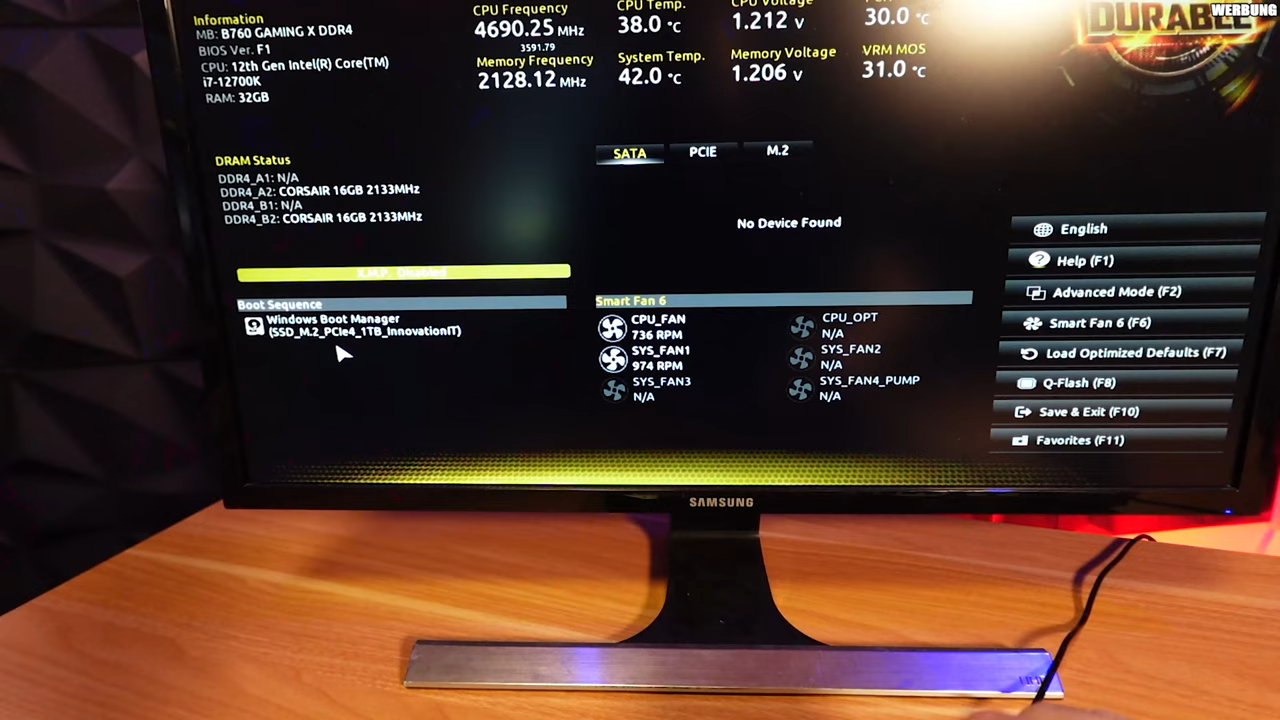 WERBUNG
DURABLE
Information
MB: B760 GAMING X DDR4
BIOS Ver. F1
CPU: 12th Gen Intel(R) Core(TM)
i7-12700K
RAM: 32GB
CPU Frequency
4690.25 MHz
3591.79
Memory Frequency
2128.12 MHz
CPU Temp.
38.0 °C
System Temp.
42.0 °C
CPU Voltage
1.212 V
Memory Voltage
1.206 V
PCH
30.0 °C
VRM MOS
31.0 °C
DRAM Status
DDR4_A1: N/A
DDR4_A2: CORSAIR 16GB 2133MHz
DDR4_B1: N/A
DDR4_B2: CORSAIR 16GB 2133MHz
SATA
PCIE
M.2
No Device Found
X.M.P. Disabled
Boot Sequence
Windows Boot Manager
(SSD_M.2_PCIe4_1TB_InnovationIT)
Smart Fan 6
CPU_FAN
736 RPM
SYS_FAN1
974 RPM
SYS_FAN3
N/A
CPU_OPT
N/A
SYS_FAN2
N/A
SYS_FAN4_PUMP
N/A
English
Help (F1)
Advanced Mode (F2)
Smart Fan 6 (F6)
Load Optimized Defaults (F7)
Q-Flash (F8)
Save & Exit (F10)
Favorites (F11)
SAMSUNG